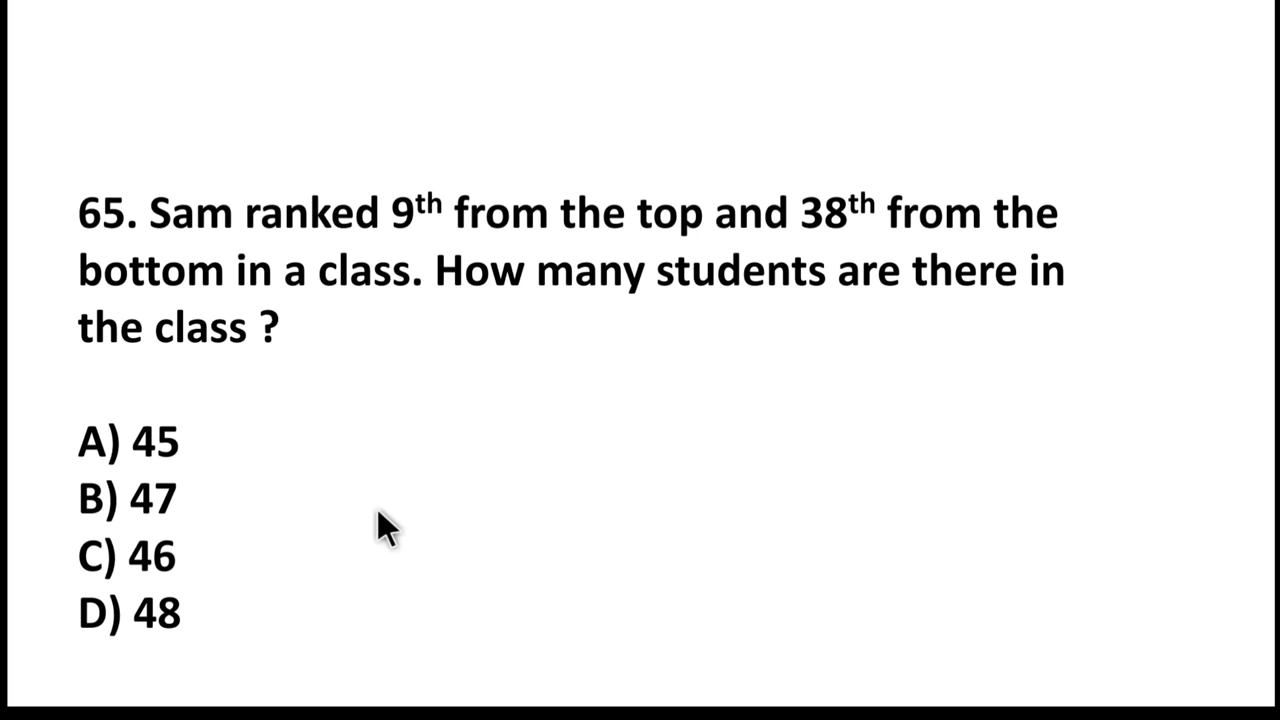 65. Sam ranked 9th from the top and 38th from the
bottom in a class. How many students are there in
the class ?
A) 45
B) 47
C) 46
D) 48